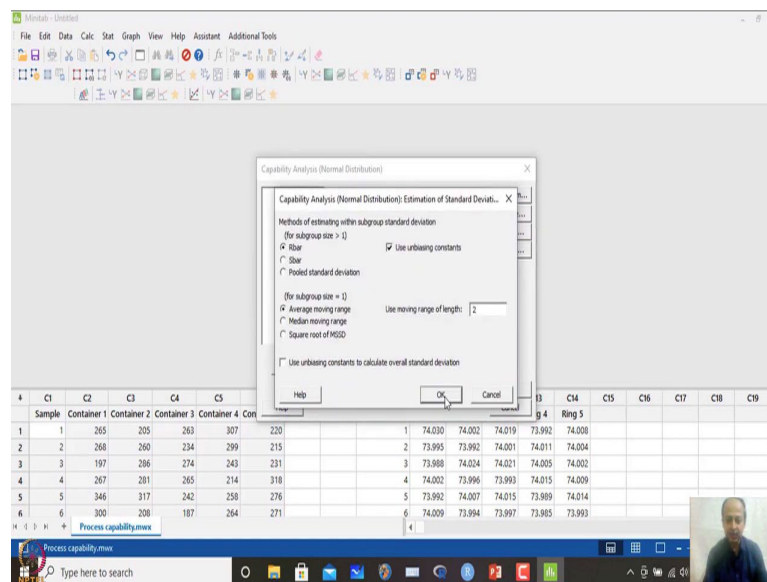 Minitab - Untitled
File Edit Data Calc Stat Graph View Help Assistant Additional Tools
Capability Analysis (Normal Distribution)
Capability Analysis (Normal Distribution): Estimation of Standard Deviati...
Methods of estimating within subgroup standard deviation
(for subgroup size > 1)
Rbar Use unbiasing constants
Sbar
Pooled standard deviation
(for subgroup size = 1)
Average moving range Use moving range of length: 2
Median moving range
Square root of MSSD
Use unbiasing constants to calculate overall standard deviation
Help OK Cancel
C1 C2 C3 C4 C5 C14 C15 C16 C17 C18 C19
Sample Container 1 Container 2 Container 3 Container 4 Con g 4 Ring 5
1 1 265 205 263 307 220 1 74.030 74.002 74.019 73.992 74.008
2 2 268 260 234 299 215 2 73.995 73.992 74.001 74.011 74.004
3 3 197 286 274 243 231 3 73.988 74.024 74.021 74.005 74.002
4 4 267 281 265 214 318 4 74.002 73.996 73.993 74.015 74.009
5 5 346 317 242 258 276 5 73.992 74.007 74.015 73.989 74.014
6 6 300 208 187 264 271 6 74.009 73.994 73.997 73.985 73.993
Process capability.mwx
Process capability.mwx
Type here to search
NPTEL